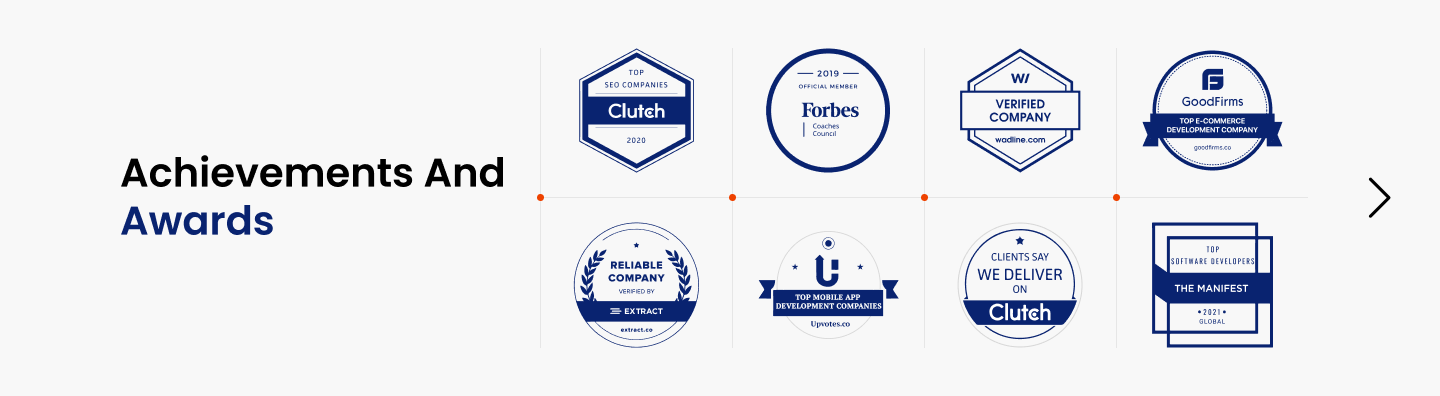 Achievements And
Awards
TOP
SEO COMPANIES
Clutch
2020
2019
OFFICIAL MEMBER
Forbes
Coaches
Council
W/
VERIFIED
COMPANY
wadline.com
GoodFirms
TOP E-COMMERCE
DEVELOPMENT COMPANY
goodfirms.co
RELIABLE
COMPANY
VERIFIED BY
EXTRACT
extract.co
TOP MOBILE APP
DEVELOPMENT COMPANIES
Upvotes.co
CLIENTS SAY
WE DELIVER
ON
Clutch
TOP
SOFTWARE DEVELOPERS
THE MANIFEST
•2021•
GLOBAL